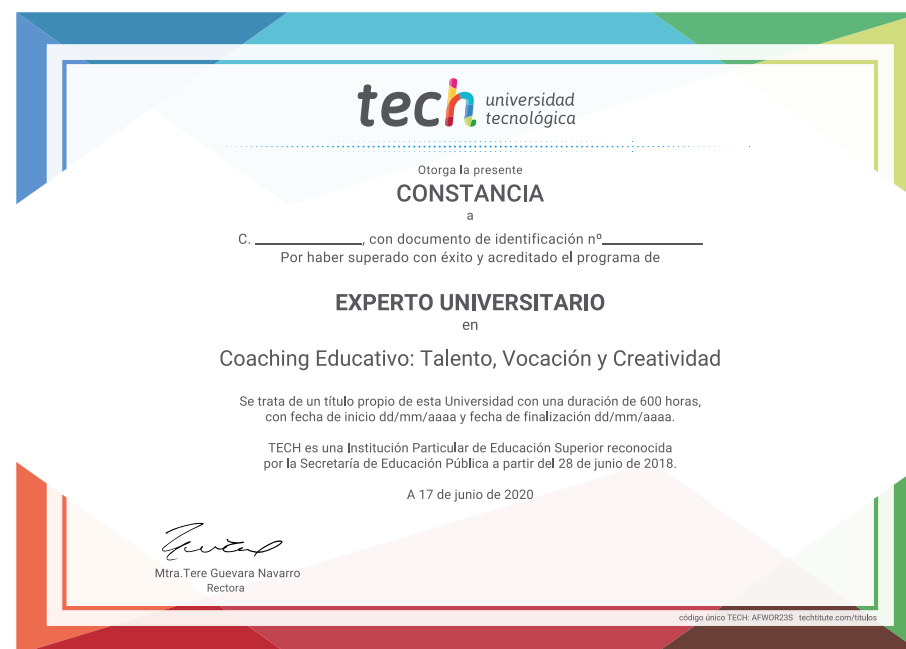 tech universidad
tecnológica
Otorga la presente
CONSTANCIA
a
C. ______________, con documento de identificación nº_____________
Por haber superado con éxito y acreditado el programa de
EXPERTO UNIVERSITARIO
en
Coaching Educativo: Talento, Vocación y Creatividad
Se trata de un título propio de esta Universidad con una duración de 600 horas,
con fecha de inicio dd/mm/aaaa y fecha de finalización dd/mm/aaaa.
TECH es una Institución Particular de Educación Superior reconocida
por la Secretaría de Educación Pública a partir del 28 de junio de 2018.
A 17 de junio de 2020
Mtra.Tere Guevara Navarro
Rectora
código único TECH: AFWOR23S techtitute.com/titulos